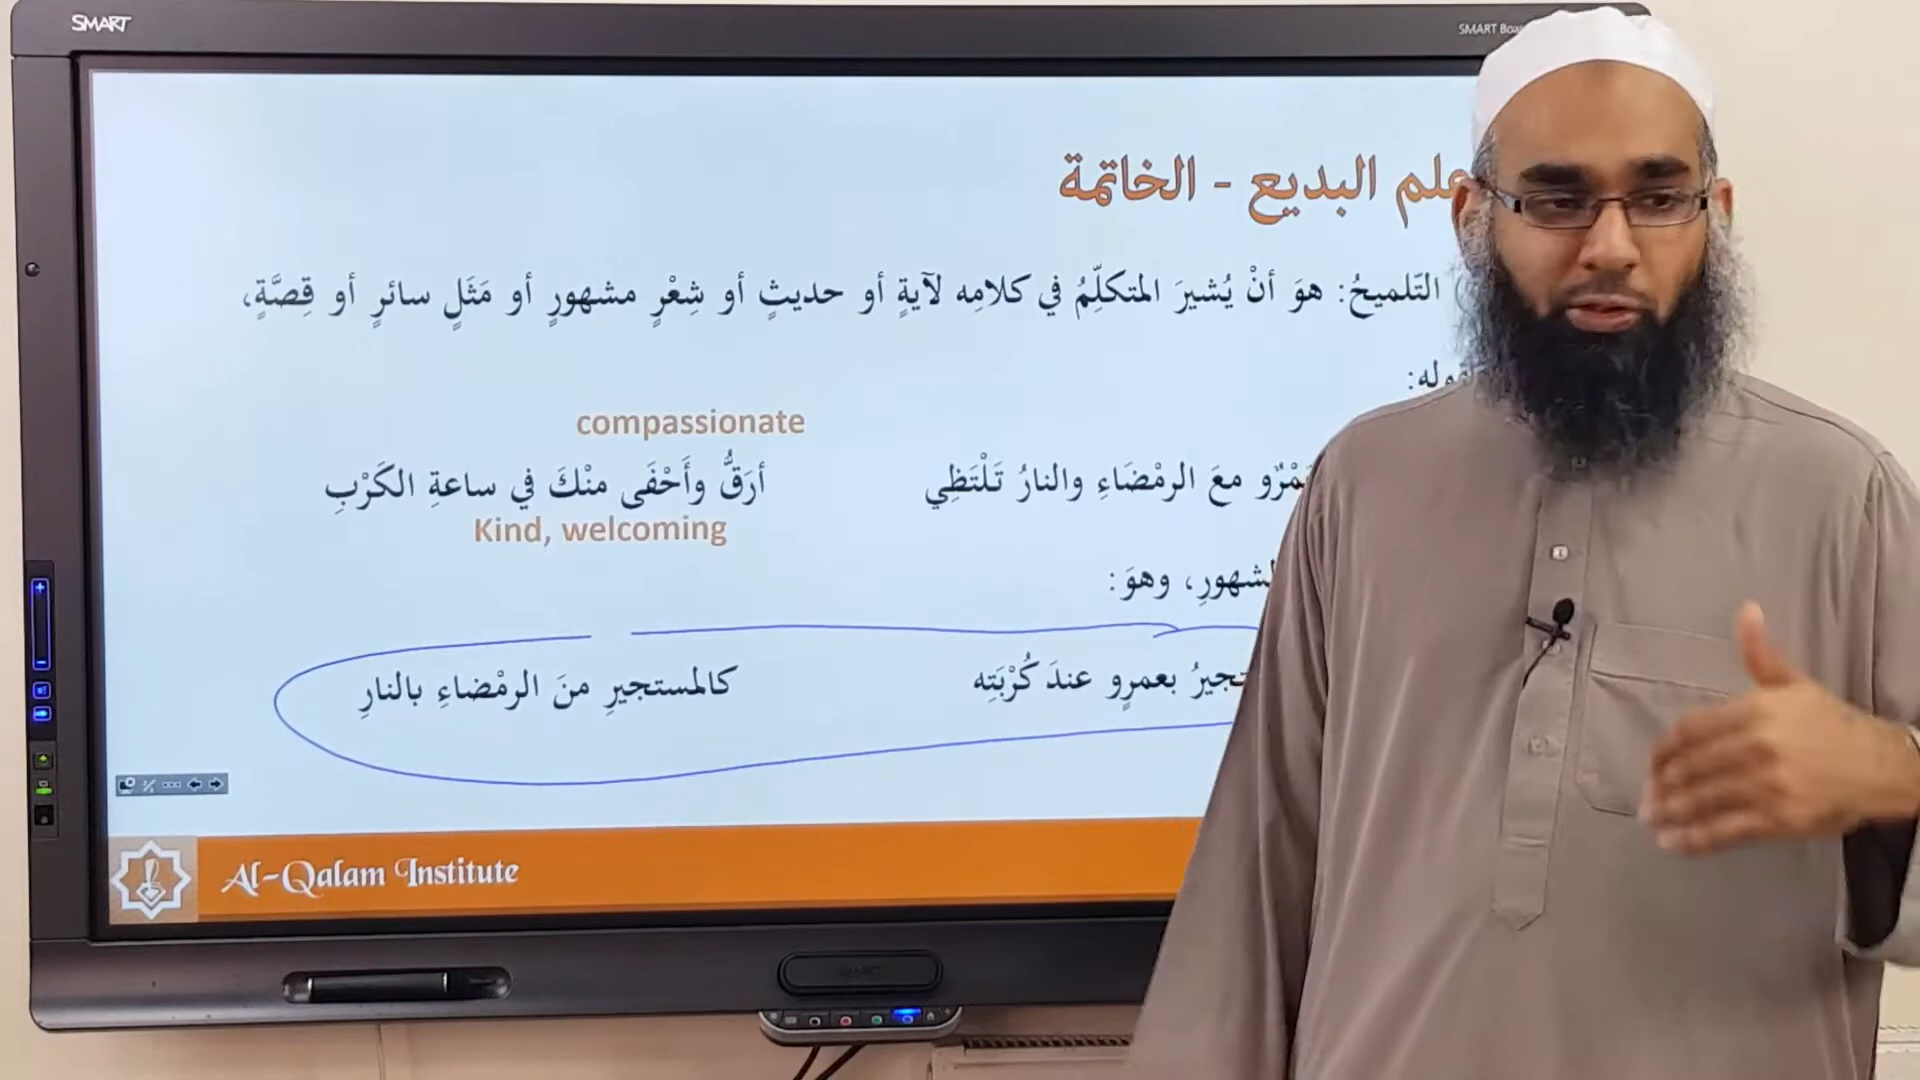 SMART
SMART Boa
علم البديع - الخاتمة
التّلميحُ: هوَ أنْ يُشيرَ المتكلِّمُ في كلامِه لآيةٍ أو حديثٍ أو شِعْرٍ مشهورٍ أو مَثَلٍ سائرٍ أو قِصَّةٍ،
compassionate
معَ الرمْضَاءِ والنارُ تَلْتَظِي أرَقُّ وأَحْفَى منْكَ في ساعةِ الكَرْبِ
Kind, welcoming
وهوَ:
بعمرٍو عندَ كُرْبَتِه كالمستجيرِ منَ الرمْضاءِ بالنارِ
Al-Qalam Institute